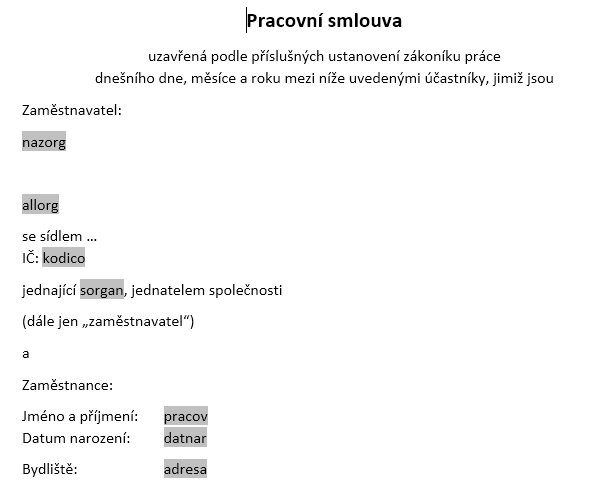 Pracovní smlouva
uzavřená podle příslušných ustanovení zákoníku práce
dnešního dne, měsíce a roku mezi níže uvedenými účastníky, jimiž jsou
Zaměstnavatel:
nazorg
allorg
se sídlem …
IČ: kodico
jednající sorgan, jednatelem společnosti
(dále jen „zaměstnavatel“)
a
Zaměstnance:
Jméno a příjmení: pracov
Datum narození: datnar
Bydliště: adresa